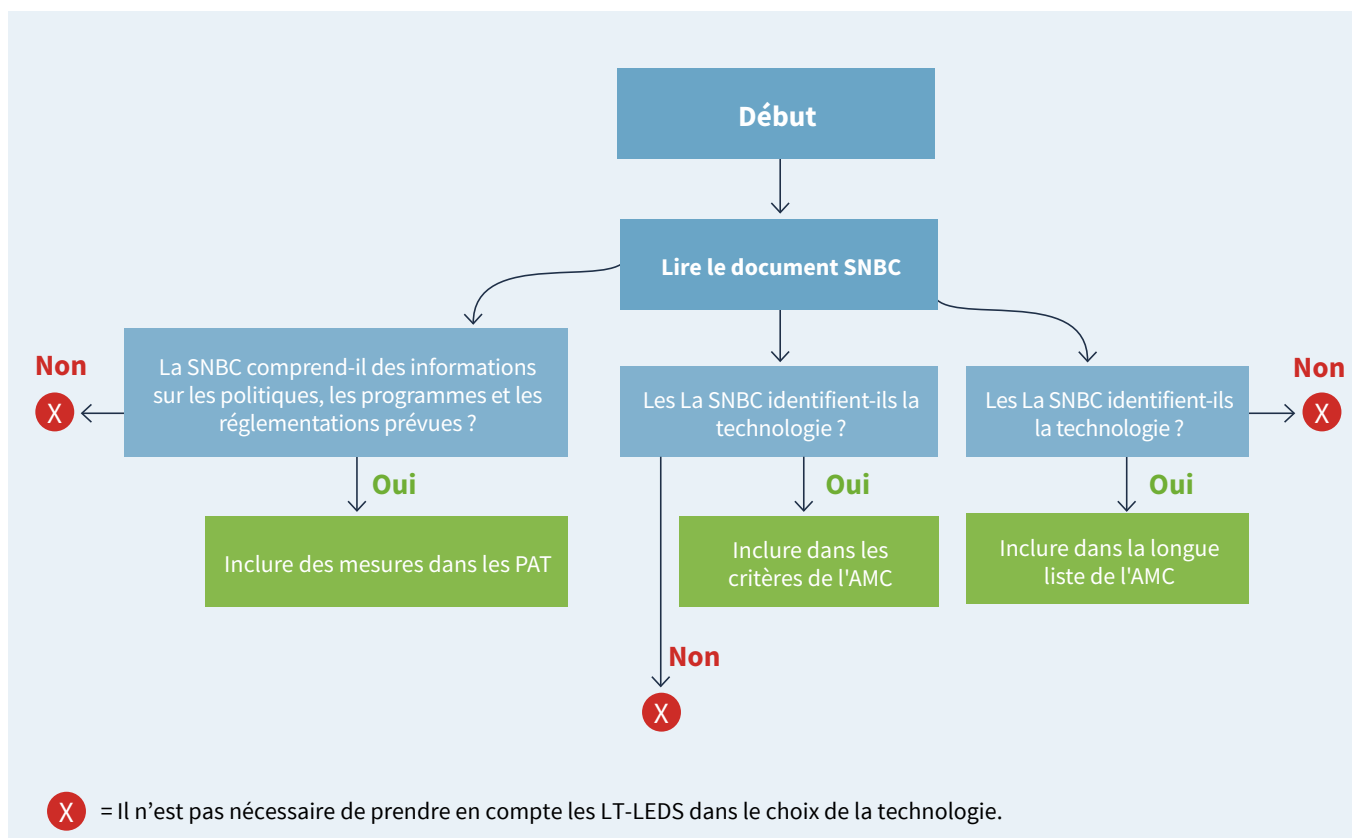 Début
Lire le document SNBC
Non
X
La SNBC comprend-il des informations
sur les politiques, les programmes et les
réglementations prévues ?
Oui
Inclure des mesures dans les PAT
Les La SNBC identifient-ils la
technologie ?
Oui
Inclure dans les
critères de l'AMC
Non
X
Les La SNBC identifient-ils
la technologie ?
Non
X
Oui
Inclure dans la longue
liste de l'AMC
X = Il n’est pas nécessaire de prendre en compte les LT-LEDS dans le choix de la technologie.